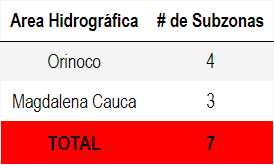 Area Hidrográfica # de Subzonas
Orinoco 4
Magdalena Cauca 3
TOTAL 7